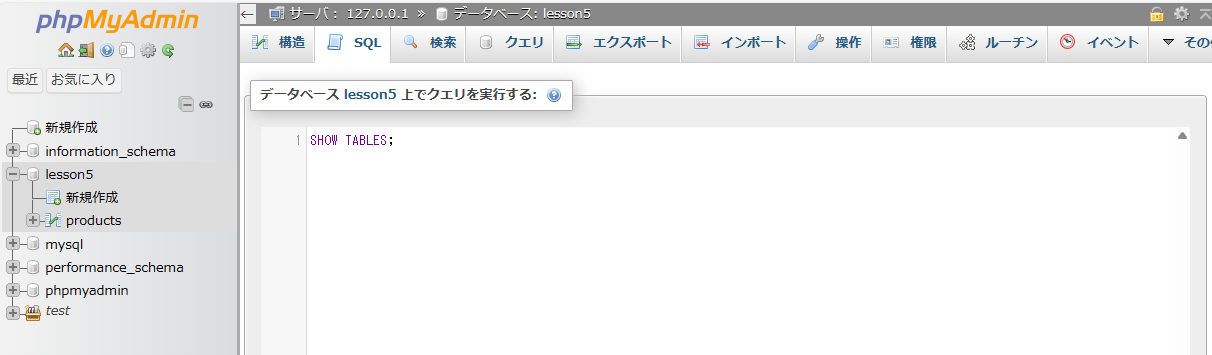 phpMyAdmin
最近 お気に入り
新規作成
information_schema
lesson5
新規作成
products
mysql
performance_schema
phpmyadmin
test
サーバ: 127.0.0.1 » データベース: lesson5
構造 SQL 検索 クエリ エクスポート インポート 操作 権限 ルーチン イベント その
データベース lesson5 上でクエリを実行する:
1 SHOW TABLES;